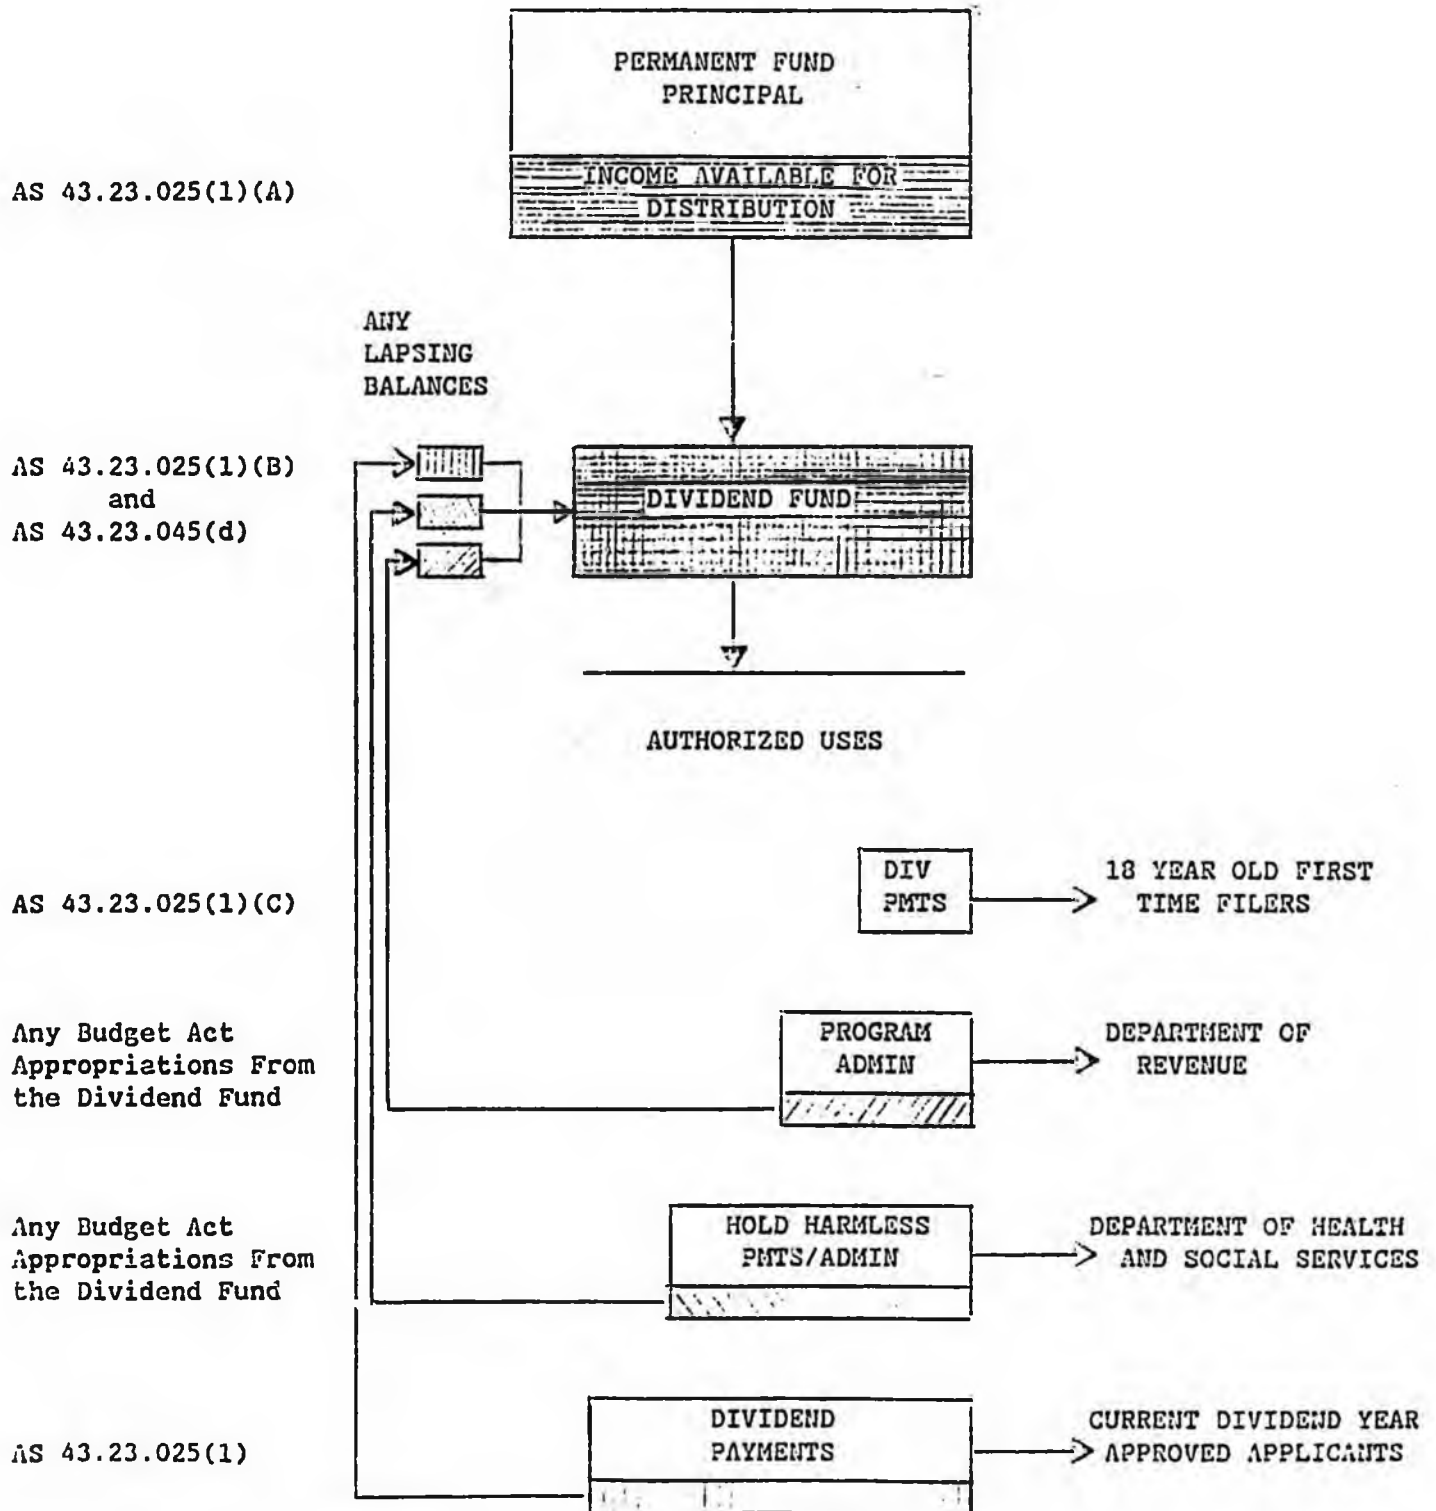 PERMANENT FUND
PRINCIPAL
AS 43.23.025(1)(A)
INCOME AVAILABLE FOR
DISTRIBUTION
ANY
LAPSING
BALANCES
AS 43.23.025(1)(B)
and
AS 43.23.045(d)
DIVIDEND FUND
AUTHORIZED USES
AS 43.23.025(1)(C)
DIV
PMTS
18 YEAR OLD FIRST
TIME FILERS
Any Budget Act
Appropriations From
the Dividend Fund
PROGRAM
ADMIN
DEPARTMENT OF
REVENUE
Any Budget Act
Appropriations From
the Dividend Fund
HOLD HARMLESS
PMTS/ADMIN
DEPARTMENT OF HEALTH
AND SOCIAL SERVICES
AS 43.23.025(1)
DIVIDEND
PAYMENTS
CURRENT DIVIDEND YEAR
APPROVED APPLICANTS